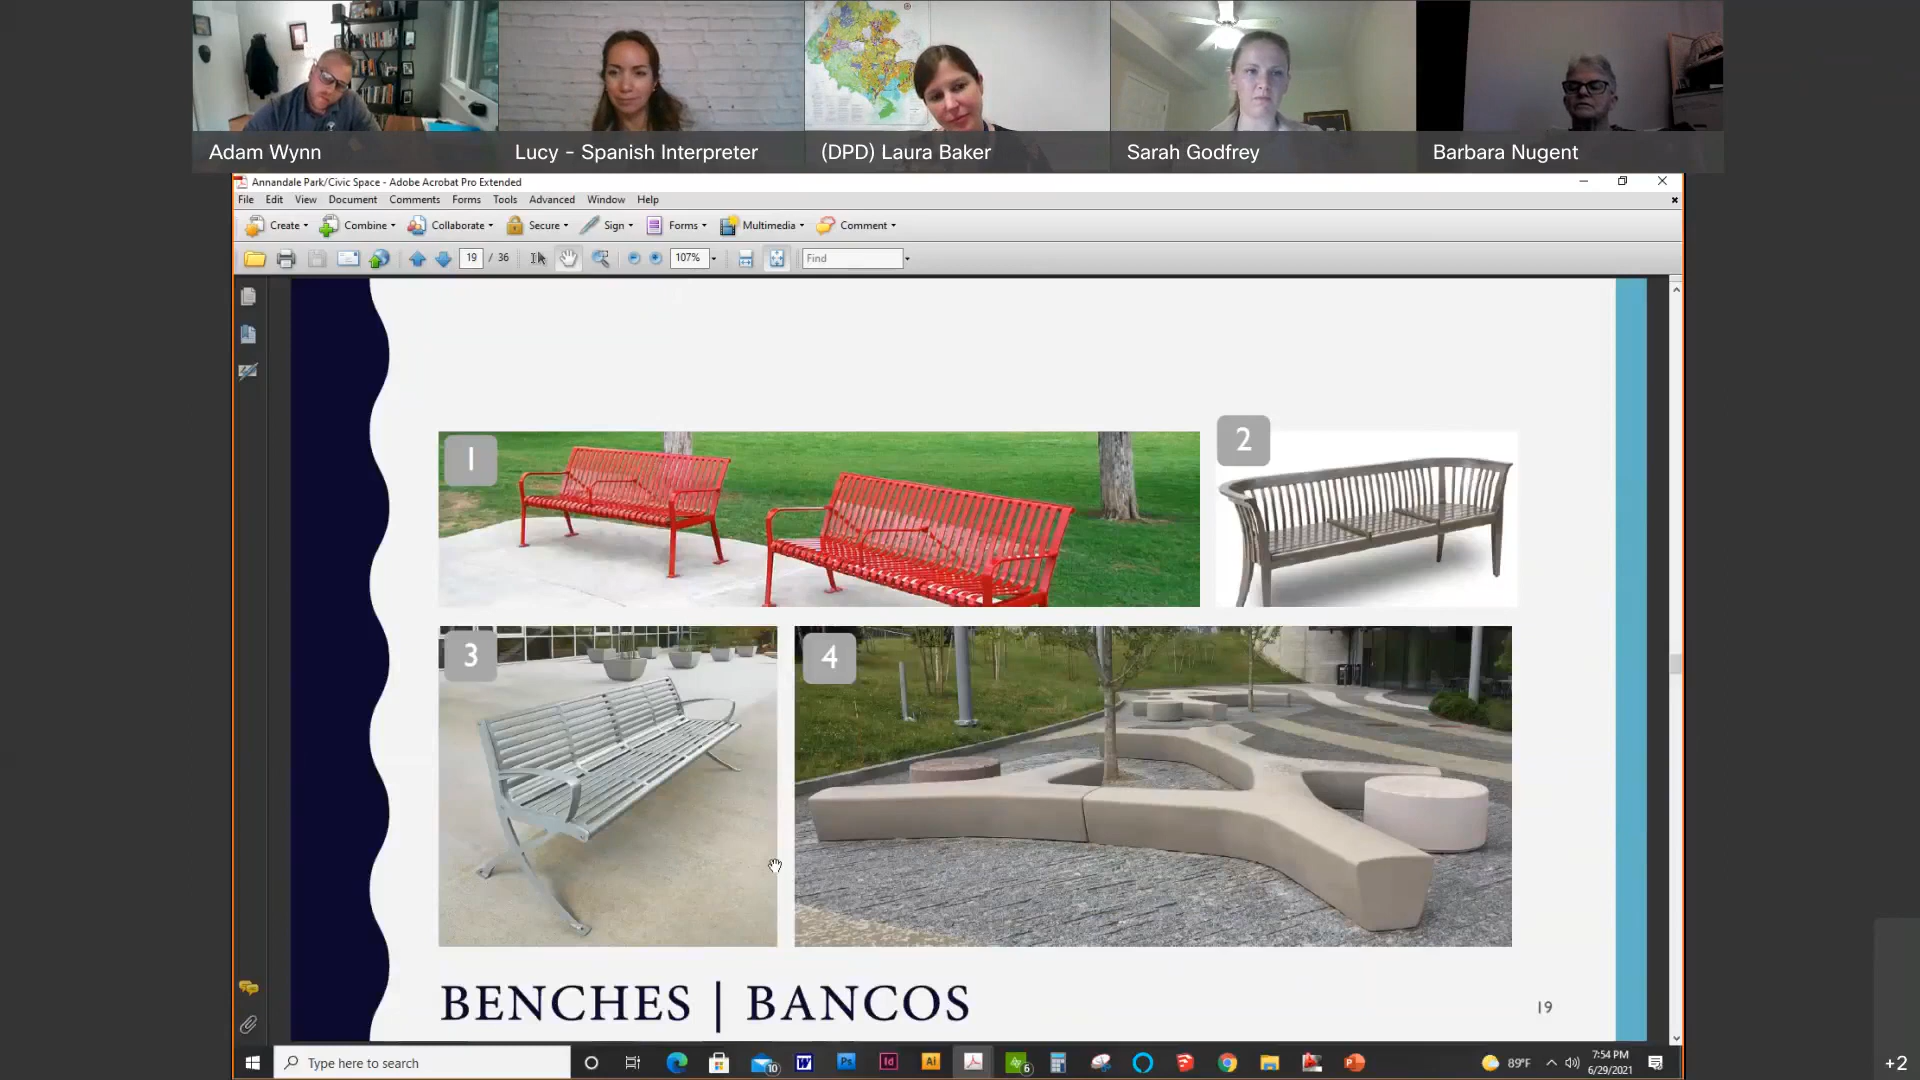 Adam Wynn
Lucy - Spanish Interpreter
(DPD) Laura Baker
Sarah Godfrey
Barbara Nugent
Annandale Park/Civic Space - Adobe Acrobat Pro Extended
File Edit View Document Comments Forms Tools Advanced Window Help
Create Combine Collaborate Secure Sign Forms Multimedia Comment
19 / 36 107% Find
1
2
3
4
BENCHES | BANCOS
19
Type here to search
10
6
89°F
7:54 PM
6/29/2021
+2